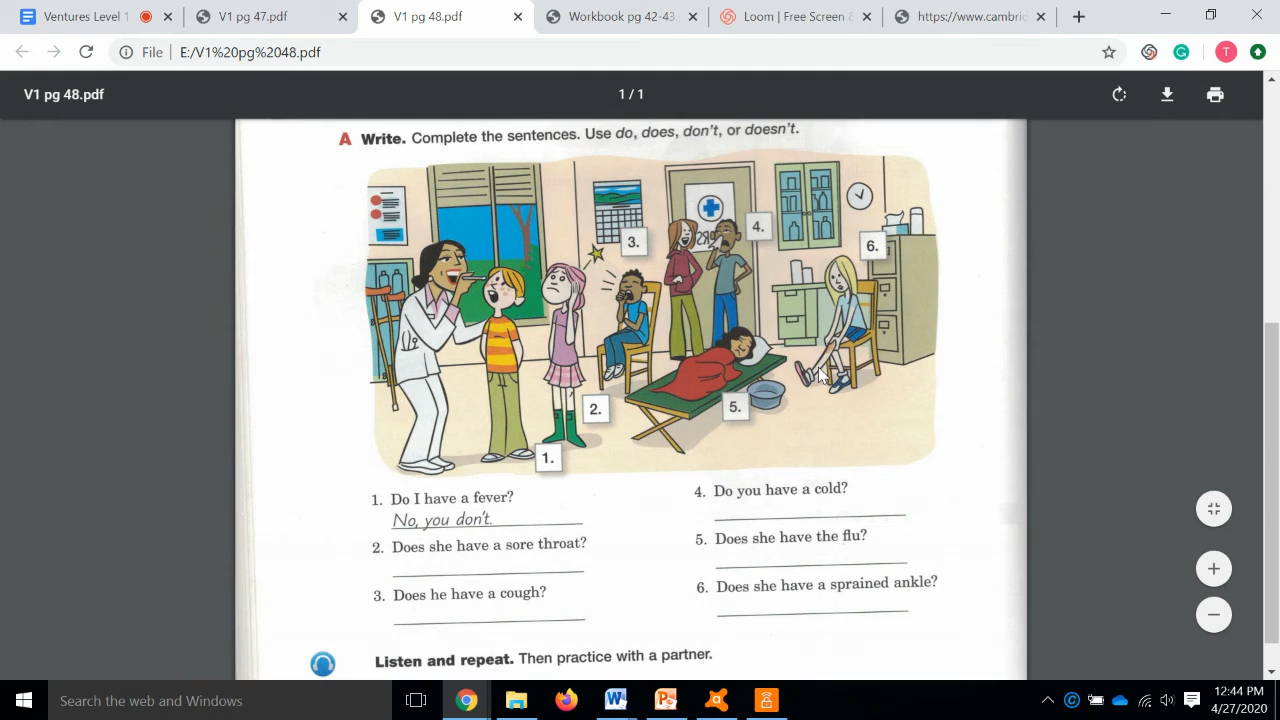 Ventures Level 1
V1 pg 47.pdf
V1 pg 48.pdf
Workbook pg 42-43.
Loom | Free Screen &
https://www.cambri
File | E:/V1%20pg%2048.pdf
T
V1 pg 48.pdf
1 / 1
A Write. Complete the sentences. Use do, does, don't, or doesn't.
3.
4.
6.
2.
5.
1.
1. Do I have a fever?
No, you don't.
2. Does she have a sore throat?
3. Does he have a cough?
4. Do you have a cold?
5. Does she have the flu?
6. Does she have a sprained ankle?
Listen and repeat. Then practice with a partner.
Search the web and Windows
12:44 PM
4/27/2020